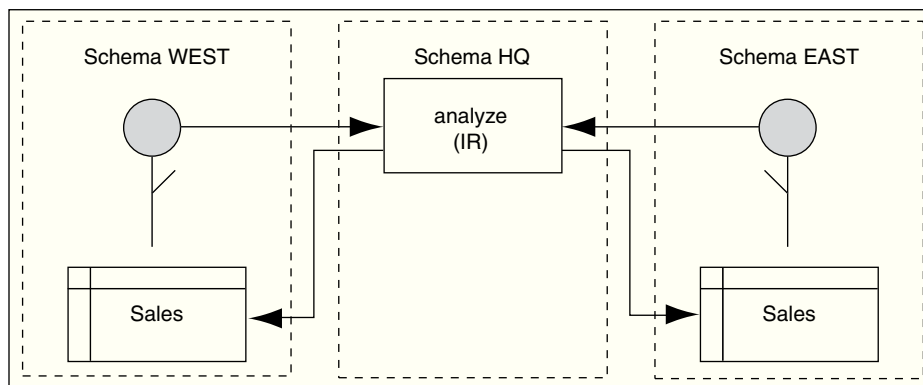 Schema WEST
Schema HQ
Schema EAST
analyze
(IR)
Sales
Sales